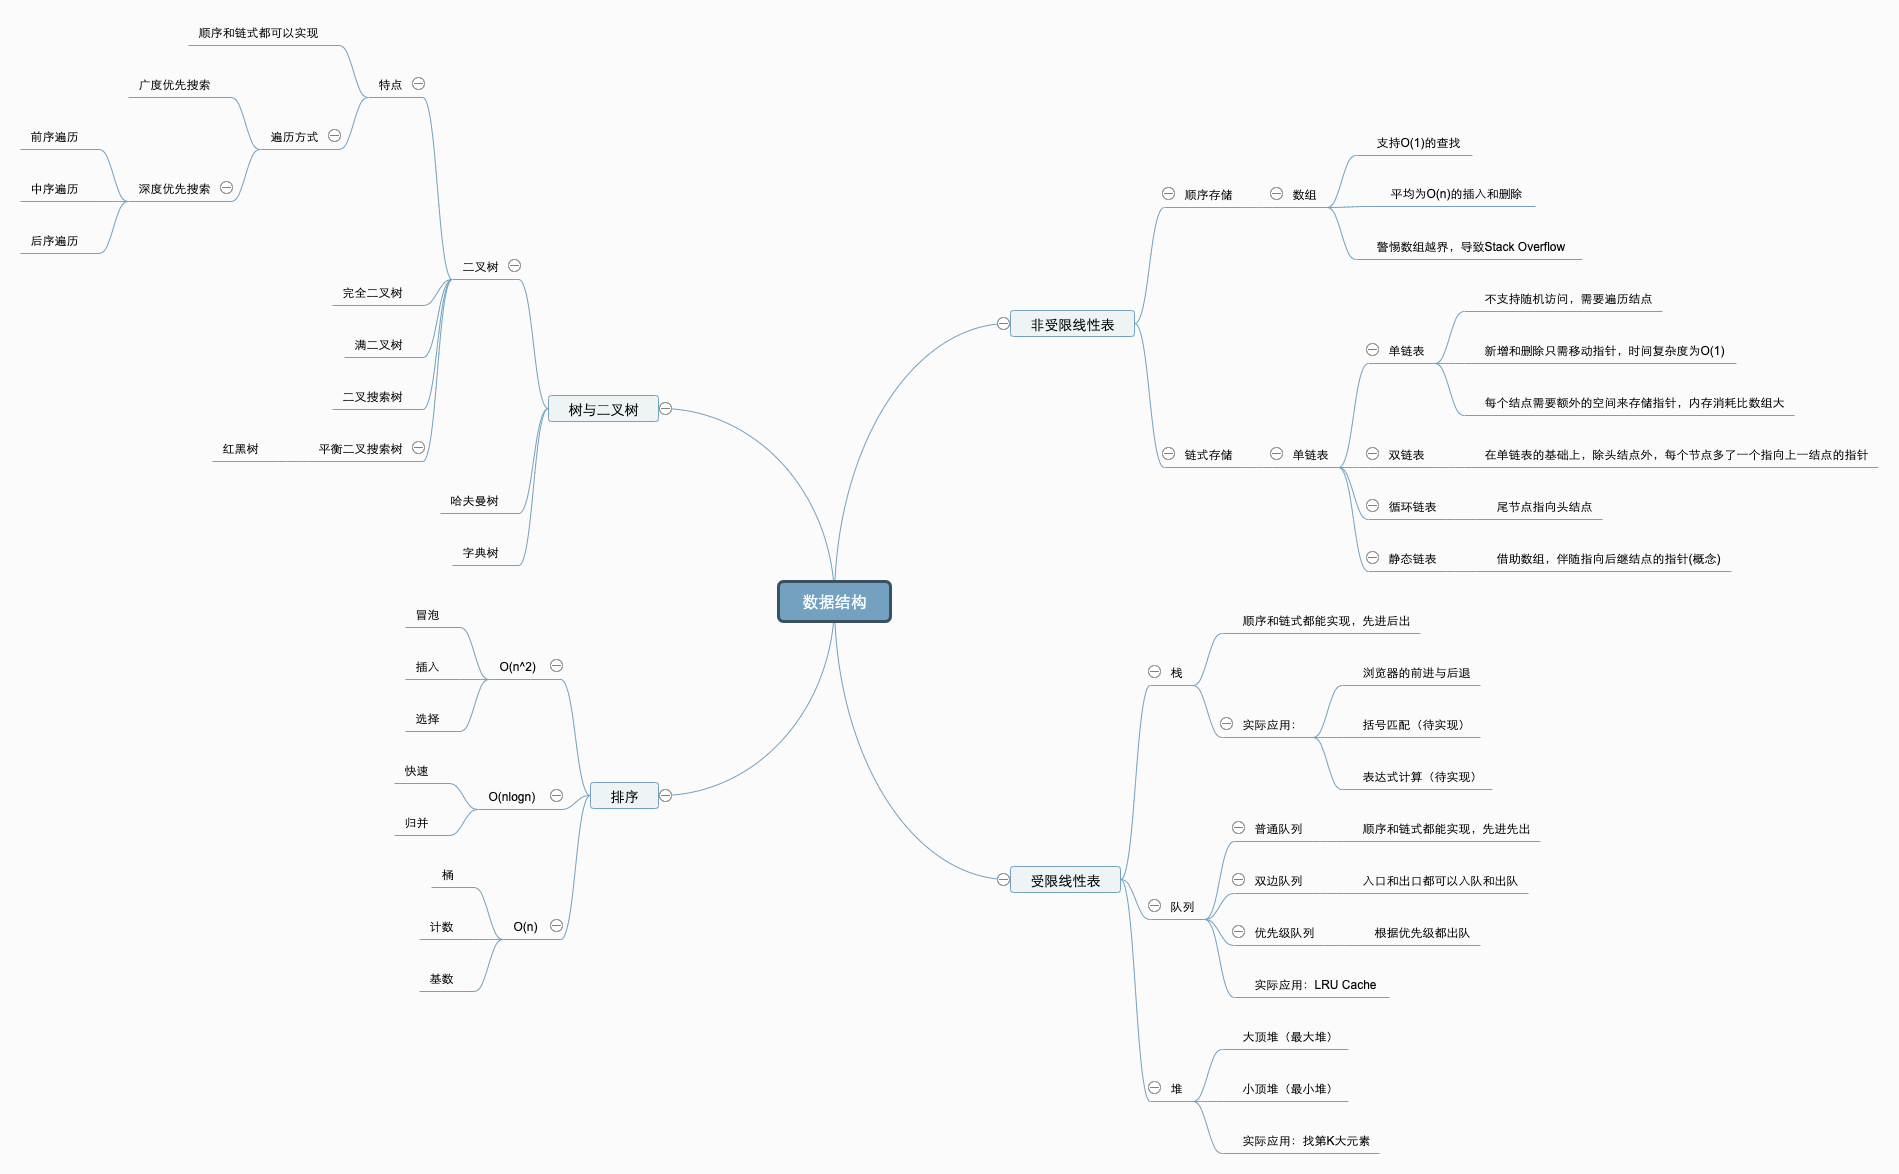 数据结构
非受限线性表
顺序存储
数组
支持O(1)的查找
平均为O(n)的插入和删除
警惕数组越界，导致Stack Overflow
链式存储
单链表
单链表
不支持随机访问，需要遍历结点
新增和删除只需移动指针，时间复杂度为O(1)
每个结点需要额外的空间来存储指针，内存消耗比数组大
双链表
在单链表的基础上，除头结点外，每个节点多了一个指向上一结点的指针
循环链表
尾节点指向头结点
静态链表
借助数组，伴随指向后继结点的指针(概念)
受限线性表
栈
顺序和链式都能实现，先进后出
实际应用：
浏览器的前进与后退
括号匹配（待实现）
表达式计算（待实现）
队列
普通队列
顺序和链式都能实现，先进先出
双边队列
入口和出口都可以入队和出队
优先级队列
根据优先级都出队
实际应用：LRU Cache
堆
大顶堆（最大堆）
小顶堆（最小堆）
实际应用：找第K大元素
树与二叉树
二叉树
特点
顺序和链式都可以实现
遍历方式
广度优先搜索
深度优先搜索
前序遍历
中序遍历
后序遍历
完全二叉树
满二叉树
二叉搜索树
平衡二叉搜索树
红黑树
哈夫曼树
字典树
排序
O(n^2)
冒泡
插入
选择
O(nlogn)
快速
归并
O(n)
桶
计数
基数